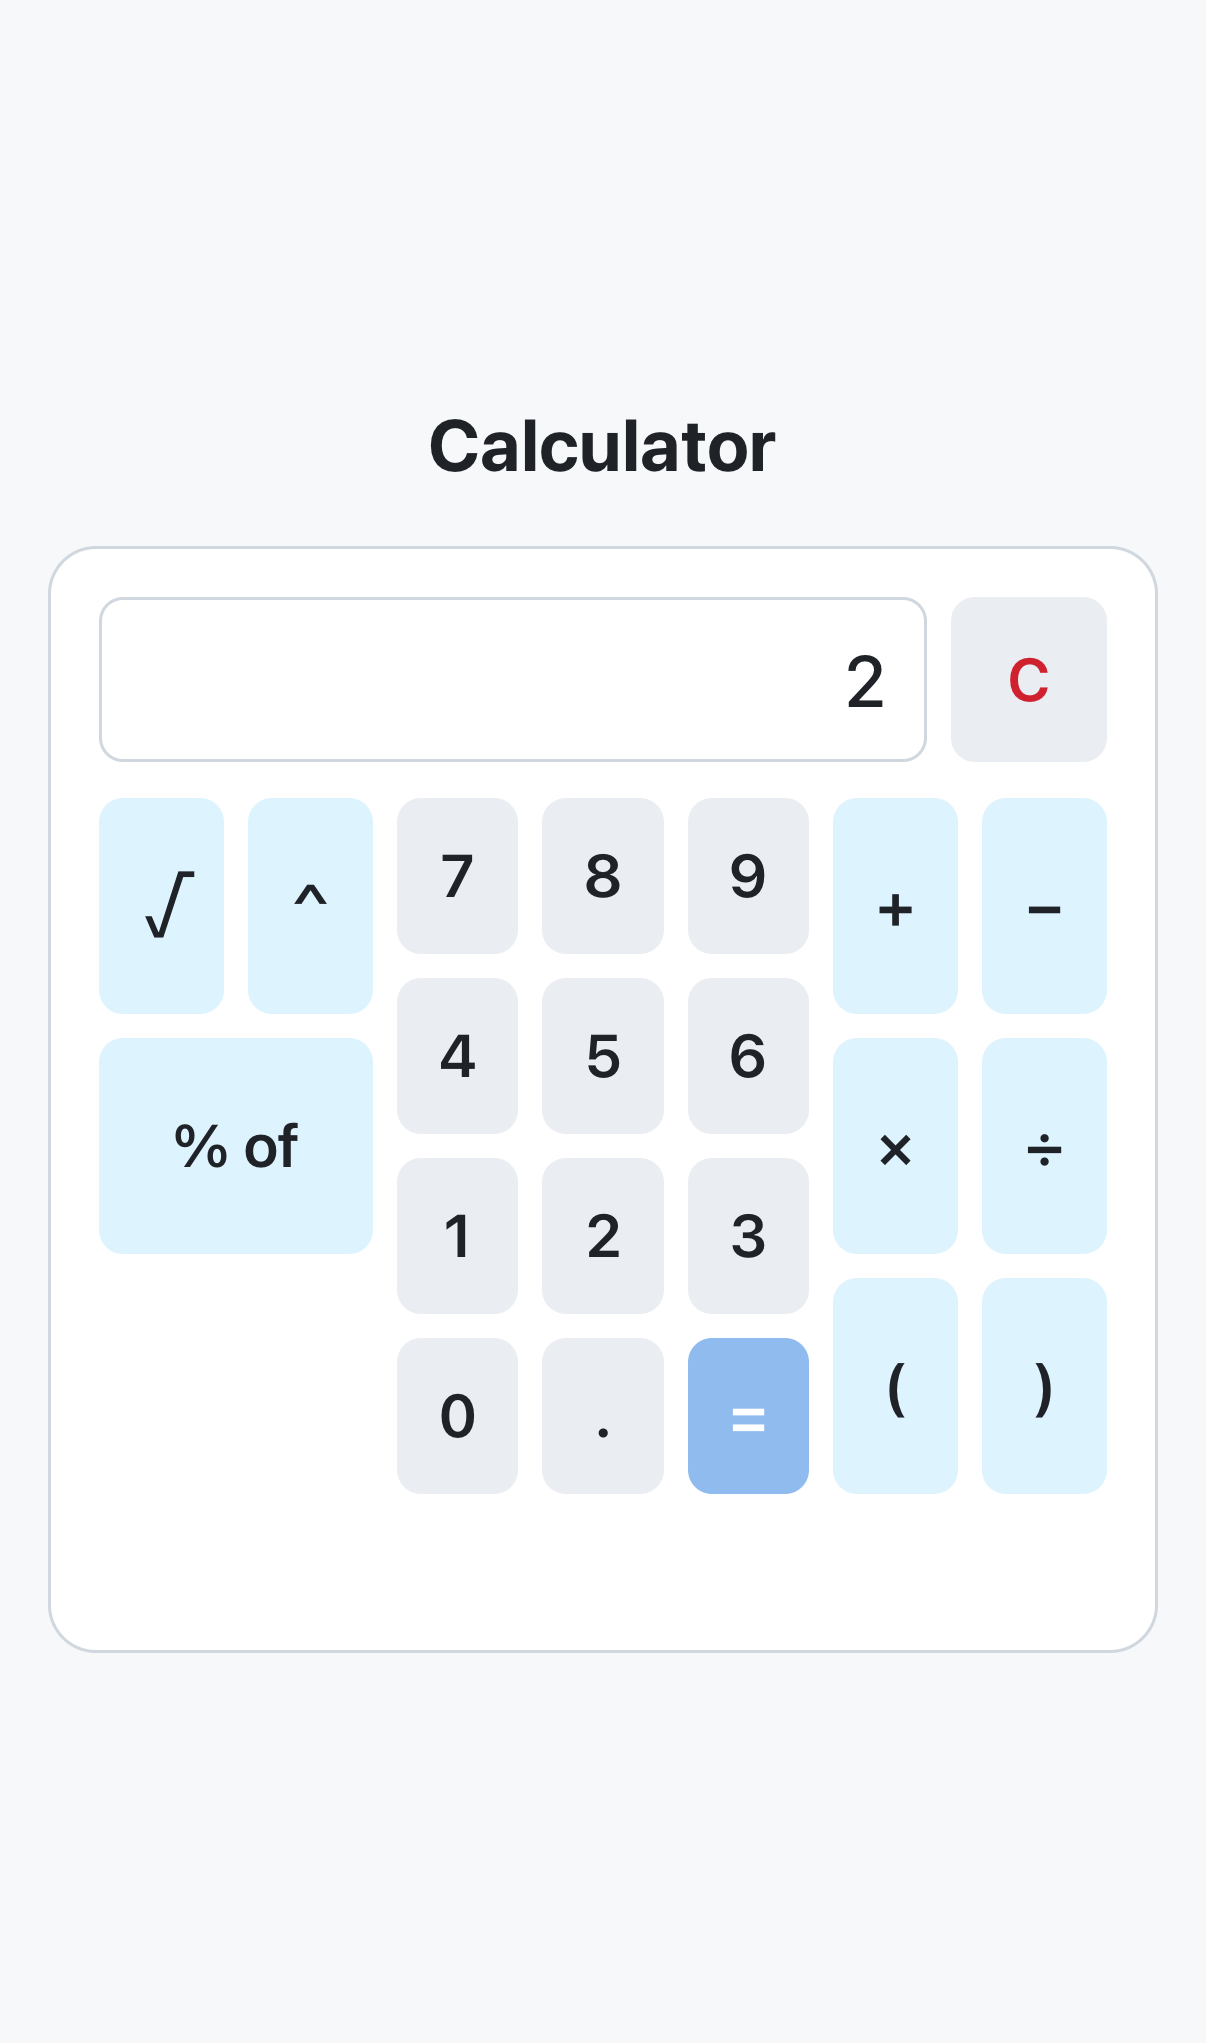 Calculator
2 C
√ ^ 7 8 9 + −
4 5 6
% of × ÷
1 2 3
0 . = ( )